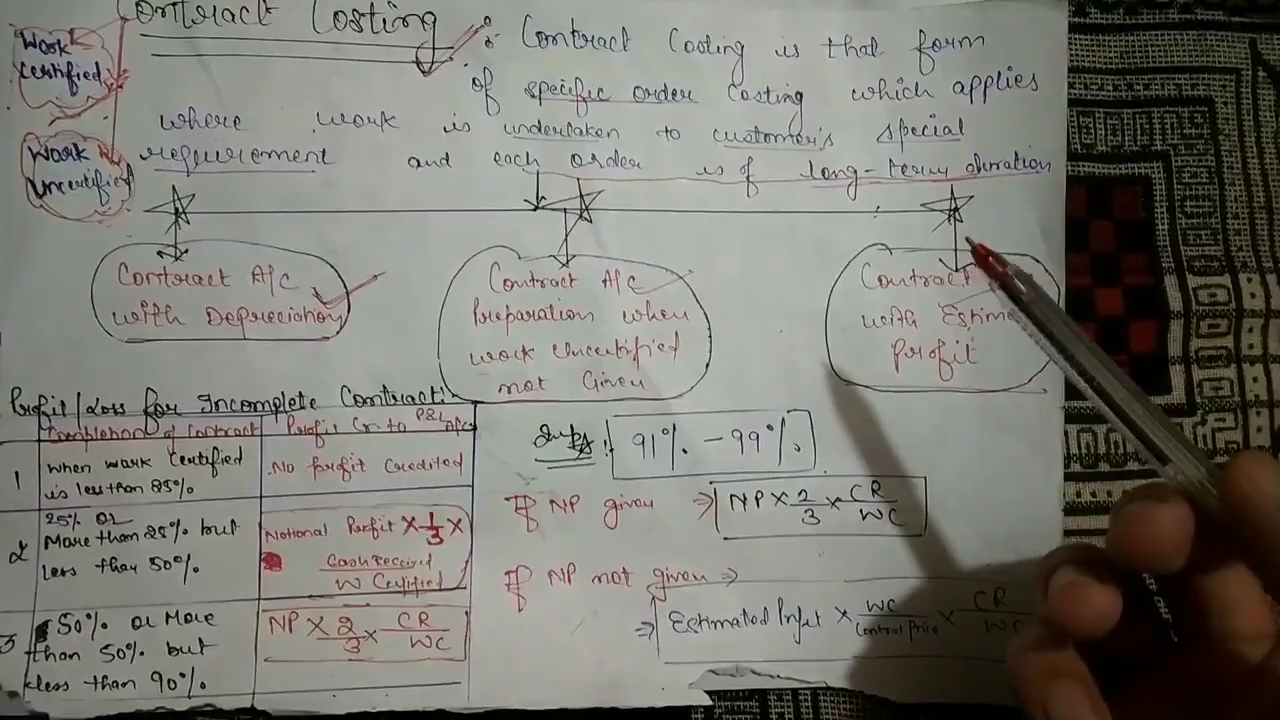 Contract Costing : Contract Costing is that form
of specific order Costing which applies
where work is undertaken to customer's special
requirement and each order is of long-term duration
Work
Certified
Work
Uncertified
Contract A/c
with Depreciation
Contract A/c
Preparation when
work Uncertified
not Given
Contract
with Estim
Profit
Profit/Loss for Incomplete Contract:
Completion of Contract
Profit Cr. to P&L A/c
1
when work Certified
is less than 25%
No Profit Credited
2
25% or
More than 25% but
less than 50%
Notional Profit × 1/3 ×
Cash Received
W Certified
3
50% or More
than 50% but
less than 90%
NP × 2/3 × CR/WC
91% - 99%
If NP given ⇒ NP × 2/3 × CR/WC
If NP not given ⇒
⇒ Estimated Profit × WC/Contract Price × CR/WC